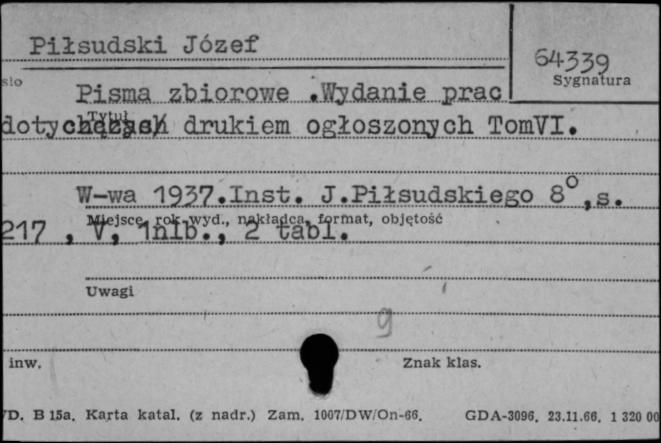 Piłsudski Józef
64339
Sygnatura
sło
Pisma zbiorowe .Wydanie prac
Tytuł
drukiem ogłoszonych TomVI.
W-wa 1937.Inst. J.Piłsudskiego 8°,s.
Miejsce, rok wyd., nakładca, format, objętość
217 , V, 1nlb., 2 tabl.
Uwagi
9
inw.
Znak klas.
D. B 15a. Karta katal. (z nadr.) Zam. 1007/DW/On-66. GDA-3096. 23.11.66. 1 320 00